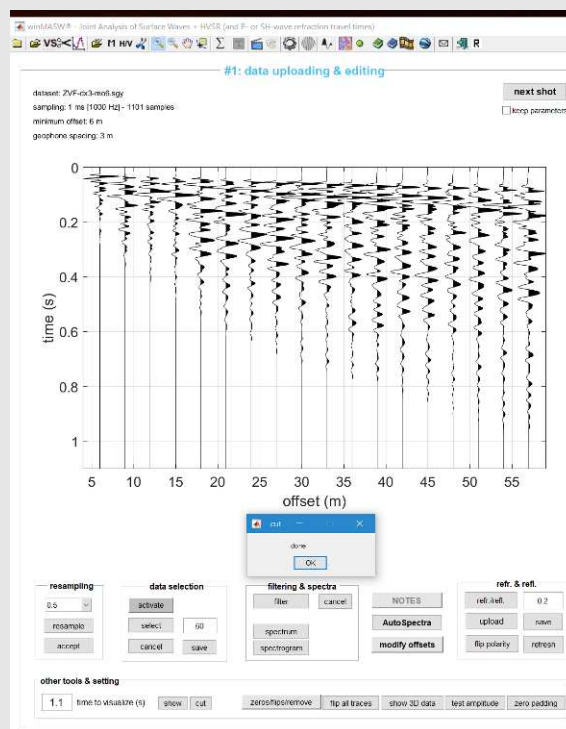 winMASW® - Joint Analysis of Surface Waves + HVSR (and P- or SH-wave refraction travel times)
VS M H/V R
#1: data uploading & editing
dataset: ZVF-dx3-mo6.sgy
sampling: 1 ms [1000 Hz] - 1101 samples
minimum offset: 6 m
geophone spacing: 3 m
next shot
keep parameters
0
0.2
0.4
0.6
0.8
1
time (s)
5 10 15 20 25 30 35 40 45 50 55
offset (m)
cut
done
OK
resampling
0.5
resample
accept
data selection
activate
select 60
cancel save
filtering & spectra
filter cancel
spectrum
spectrogram
NOTES
AutoSpectra
modify offsets
refr. & refl.
refr./refl. 0.2
upload save
flip polarity refresh
other tools & setting
1.1 time to visualize (s) show cut zeros/flips/remove flip all traces show 3D data test amplitude zero padding